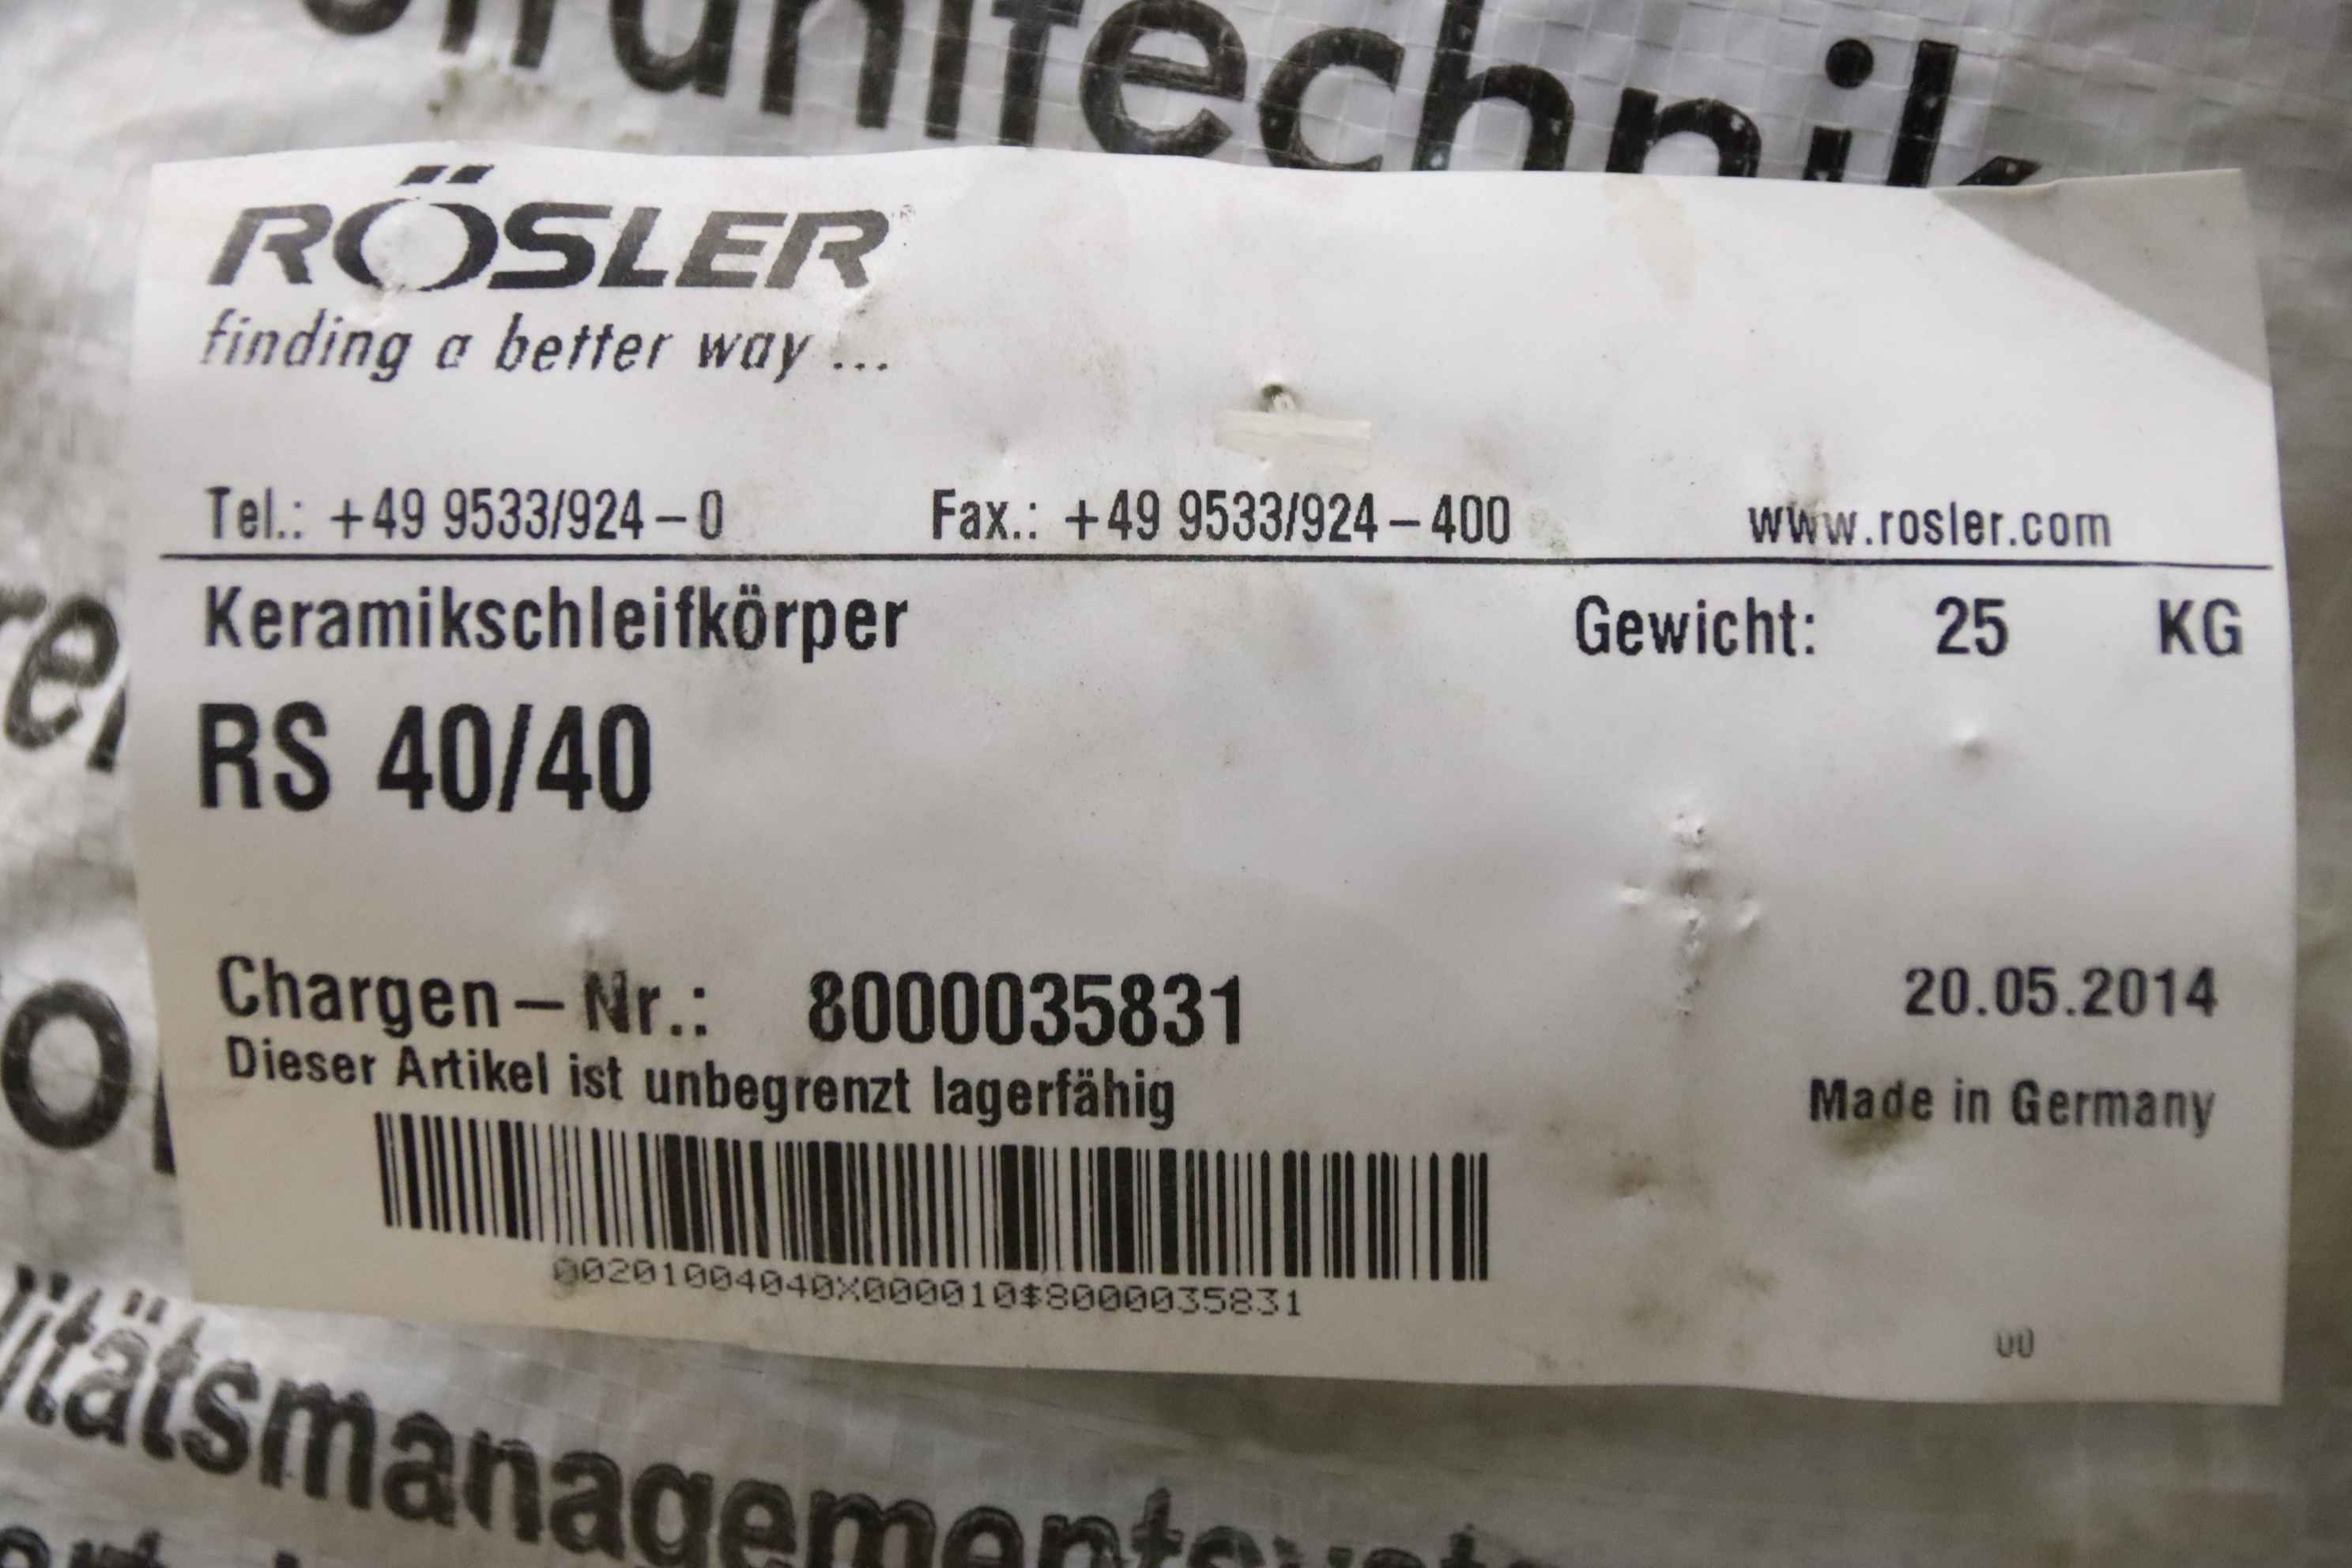 RÖSLER
finding a better way ...
Tel.: +49 9533/924-0 Fax.: +49 9533/924-400 www.rosler.com
Keramikschleifkörper Gewicht: 25 KG
RS 40/40
Chargen-Nr.: 8000035831 20.05.2014
Dieser Artikel ist unbegrenzt lagerfähig
Made in Germany
00201004040X000010$8000035831